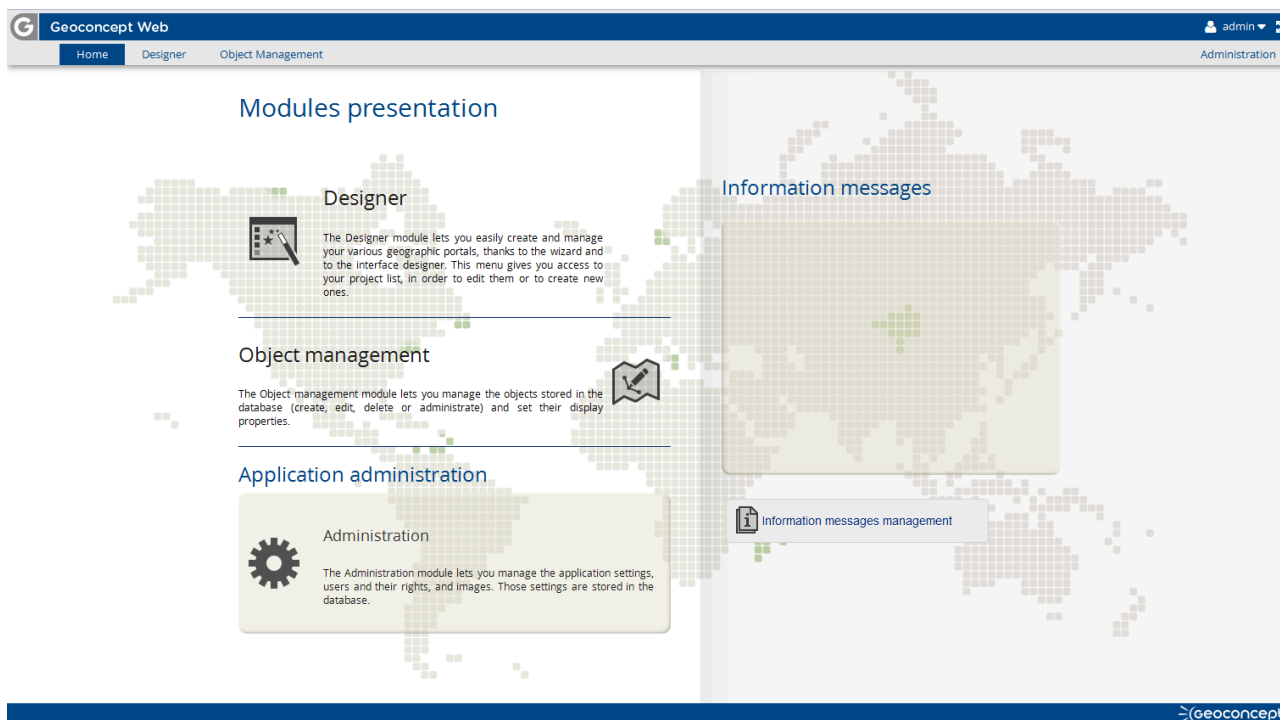 G Geoconcept Web
admin
Home Designer Object Management
Administration
Modules presentation
Designer
The Designer module lets you easily create and manage
your various geographic portals, thanks to the wizard and
to the interface designer. This menu gives you access to
your project list, in order to edit them or to create new
ones.
Object management
The Object management module lets you manage the objects stored in the
database (create, edit, delete or administrate) and set their display
properties.
Application administration
Administration
The Administration module lets you manage the application settings,
users and their rights, and images. Those settings are stored in the
database.
Information messages
Information messages management
Geoconcept